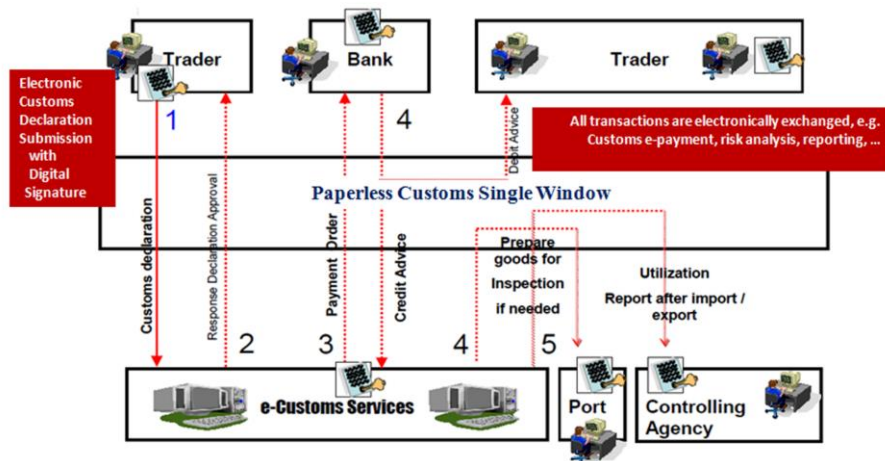 Trader
Bank
Trader
Electronic
Customs
Declaration
Submission
with
Digital
Signature
1
4
Debit Advice
All transactions are electronically exchanged, e.g.
Customs e-payment, risk analysis, reporting, ...
Paperless Customs Single Window
Customs declaration
Response Declaration Approval
Payment Order
Credit Advice
Prepare
goods for
Inspection
if needed
Utilization
Report after import /
export
2
3
4
5
e-Customs Services
Port
Controlling
Agency